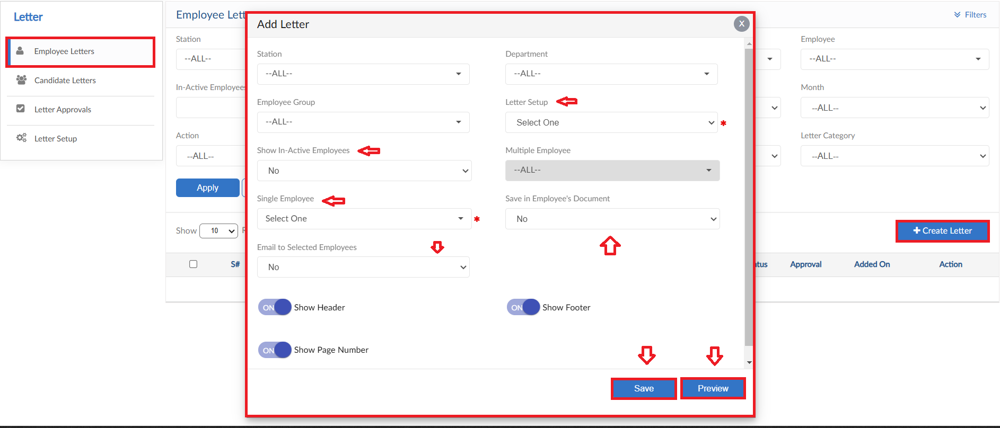 Letter
Employee Letters
Candidate Letters
Letter Approvals
Letter Setup
Employee Lett
Filters
Station
--ALL--
In-Active Employees
Action
--ALL--
Apply
Show 10
Employee
--ALL--
Month
--ALL--
Letter Category
--ALL--
+ Create Letter
S#
Approval
Added On
Action
Add Letter
X
Station
--ALL--
Department
--ALL--
Employee Group
--ALL--
Letter Setup
Select One *
Show In-Active Employees
No
Multiple Employee
--ALL--
Single Employee
Select One *
Save in Employee's Document
No
Email to Selected Employees
No
ON Show Header
ON Show Footer
ON Show Page Number
Save
Preview